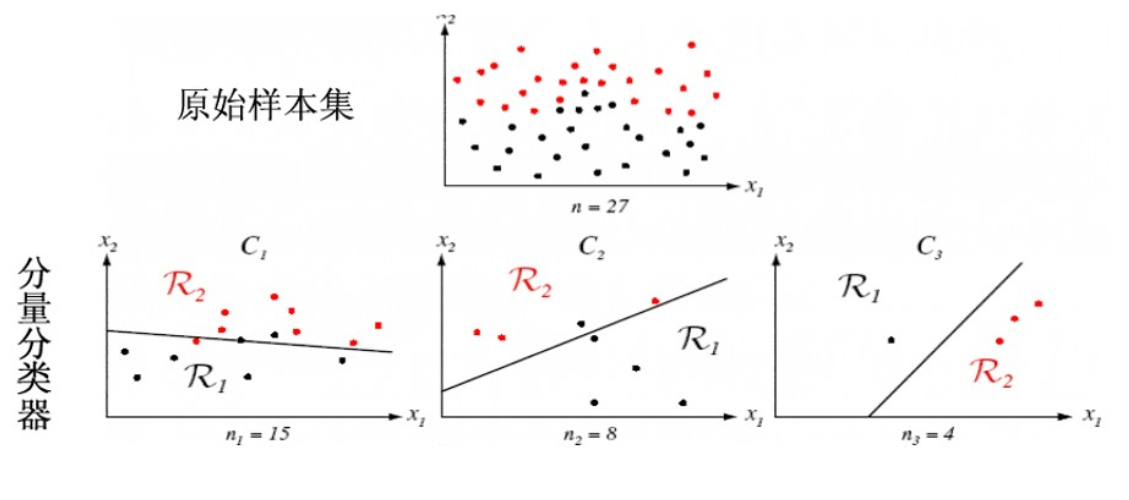 x₂
原始样本集
x₁
n = 27
x₂ C₁
R₂
R₁
x₁
n₁ = 15
x₂ C₂
R₂
R₁
x₁
n₂ = 8
x₂ C₃
R₁
R₂
x₁
n₃ = 4
分量分类器